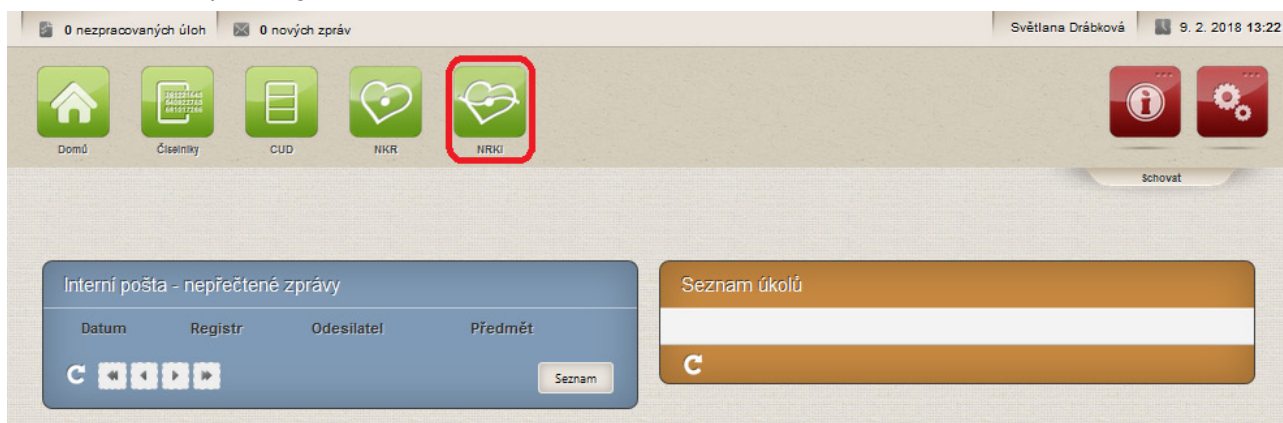 0 nezpracovaných úloh 0 nových zpráv Světlana Drábková 9. 2. 2018 13:22
Domů Číselníky CUD NKR NRKI
Schovat
Interní pošta - nepřečtené zprávy
Datum Registr Odesilatel Předmět
Seznam
Seznam úkolů